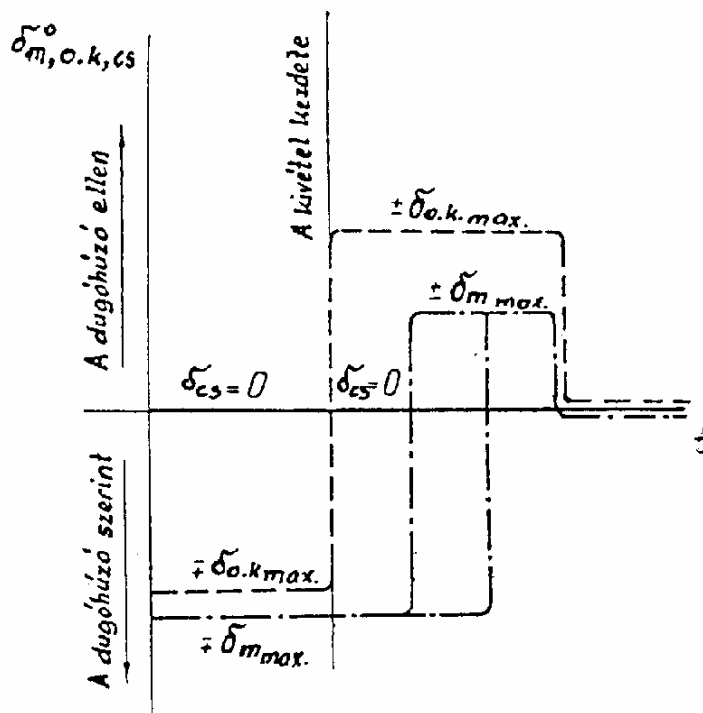 δ°m,o.k,cs
A kivétel kezdete
A dugóhúzó ellen
± δo.k.max.
± δm max.
δcs = 0
δcs = 0
t
A dugóhúzó szerint
∓ δo.k max.
∓ δm max.